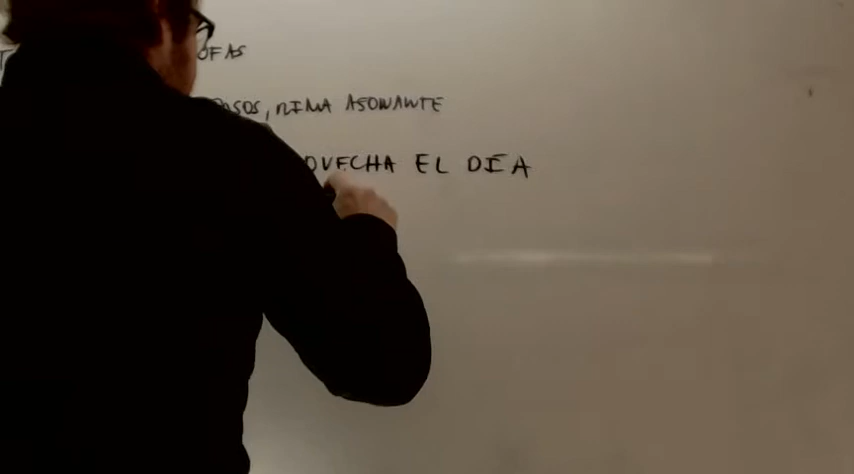 OFAS
OSOS, RIMA ASONANTE
OVECHA EL DÍA